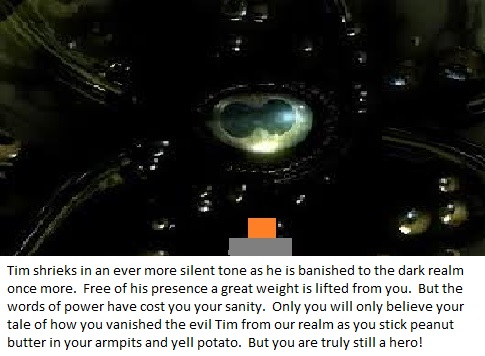 Tim shrieks in an ever more silent tone as he is banished to the dark realm
once more.  Free of his presence a great weight is lifted from you.  But the
words of power have cost you your sanity.  Only you will only believe your
tale of how you vanished the evil Tim from our realm as you stick peanut
butter in your armpits and yell potato.  But you are truly still a hero!